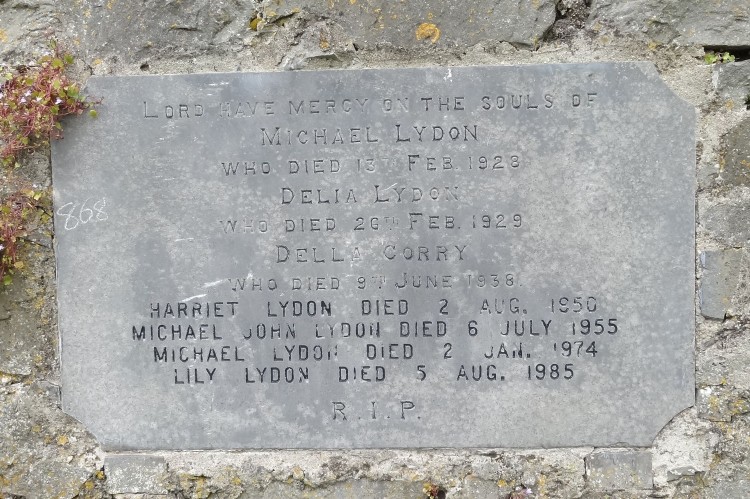 LORD HAVE MERCY ON THE SOULS OF
MICHAEL LYDON
WHO DIED 13TH FEB. 1923
DELIA LYDON
WHO DIED 26TH FEB. 1929
DELLA CORRY
WHO DIED 9TH JUNE 1938.
868
HARRIET LYDON DIED 2 AUG. 1950
MICHAEL JOHN LYDON DIED 6 JULY 1955
MICHAEL LYDON DIED 2 JAN. 1974
LILY LYDON DIED 5 AUG. 1985
R.I.P.